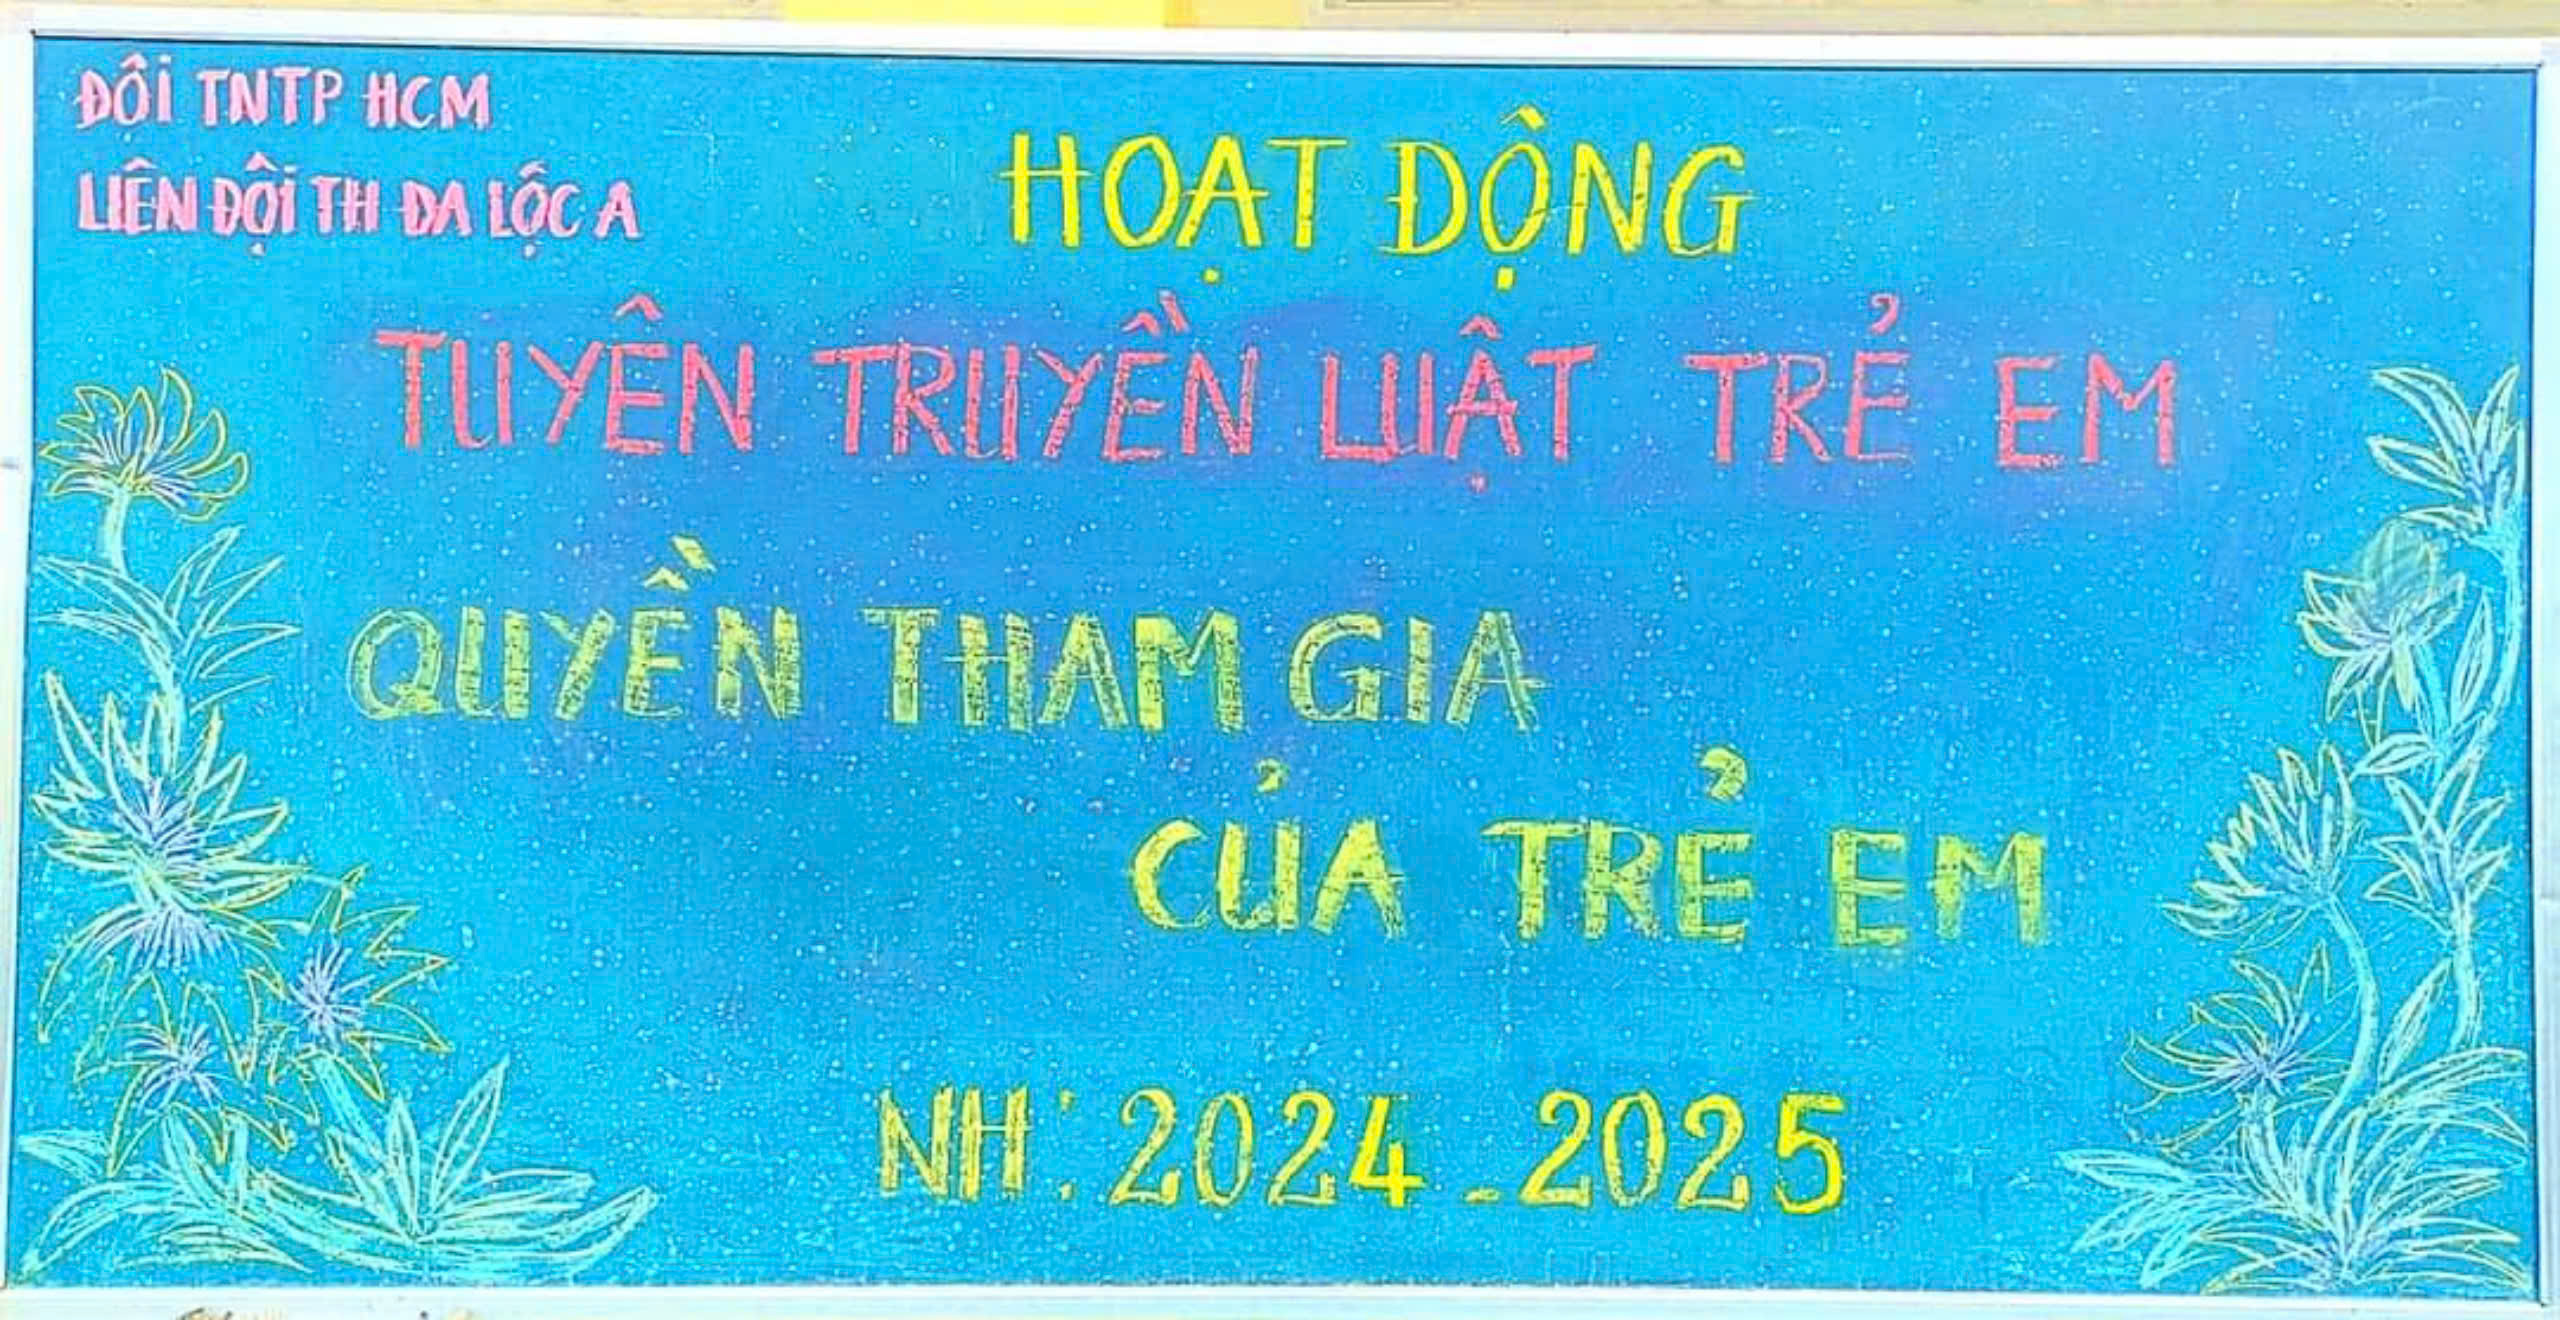 ĐỘI TNTP HCM
LIÊN ĐỘI TH ĐA LỘC A
HOẠT ĐỘNG
TUYÊN TRUYỀN LUẬT TRẺ EM
QUYỀN THAM GIA
CỦA TRẺ EM
NH: 2024-2025